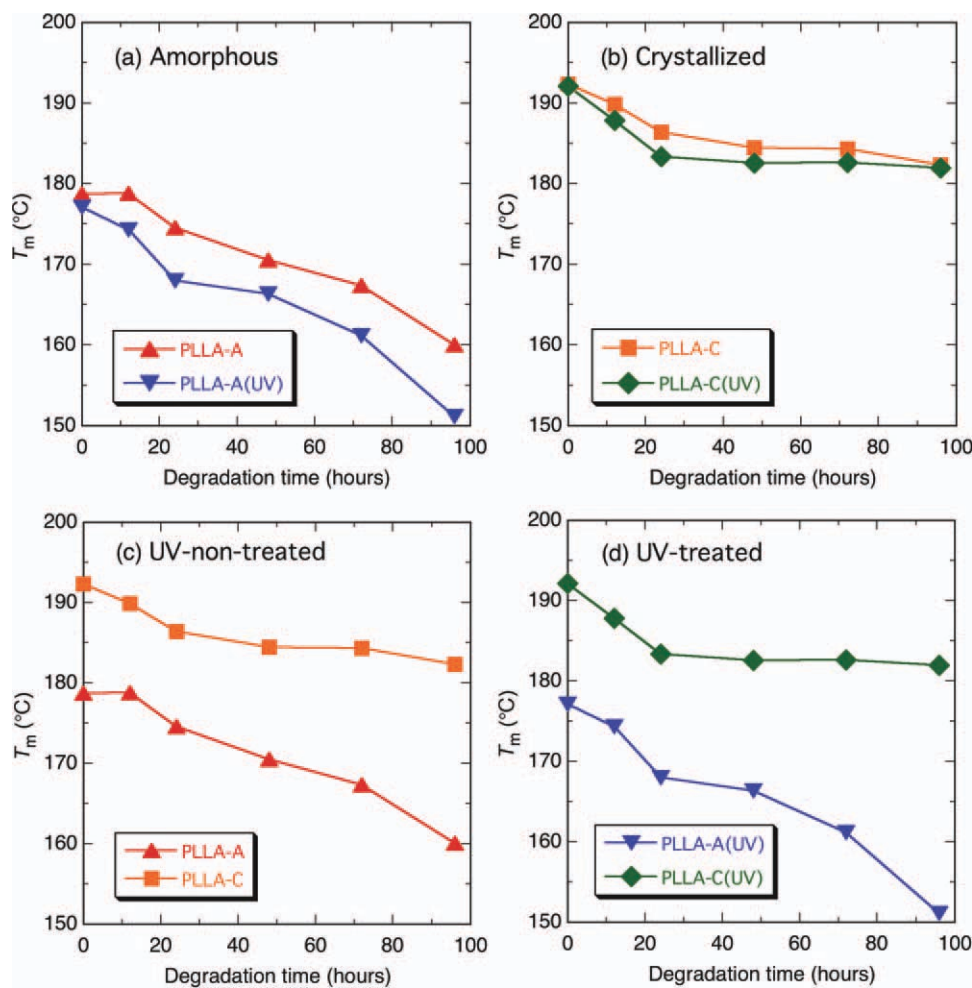 (a) Amorphous
200
190
180
170
160
150
T_m (°C)
PLLA-A
PLLA-A(UV)
0 20 40 60 80 100
Degradation time (hours)
(b) Crystallized
200
190
180
170
160
150
T_m (°C)
PLLA-C
PLLA-C(UV)
0 20 40 60 80 100
Degradation time (hours)
(c) UV-non-treated
200
190
180
170
160
150
T_m (°C)
PLLA-A
PLLA-C
0 20 40 60 80 100
Degradation time (hours)
(d) UV-treated
200
190
180
170
160
150
T_m (°C)
PLLA-A(UV)
PLLA-C(UV)
0 20 40 60 80 100
Degradation time (hours)